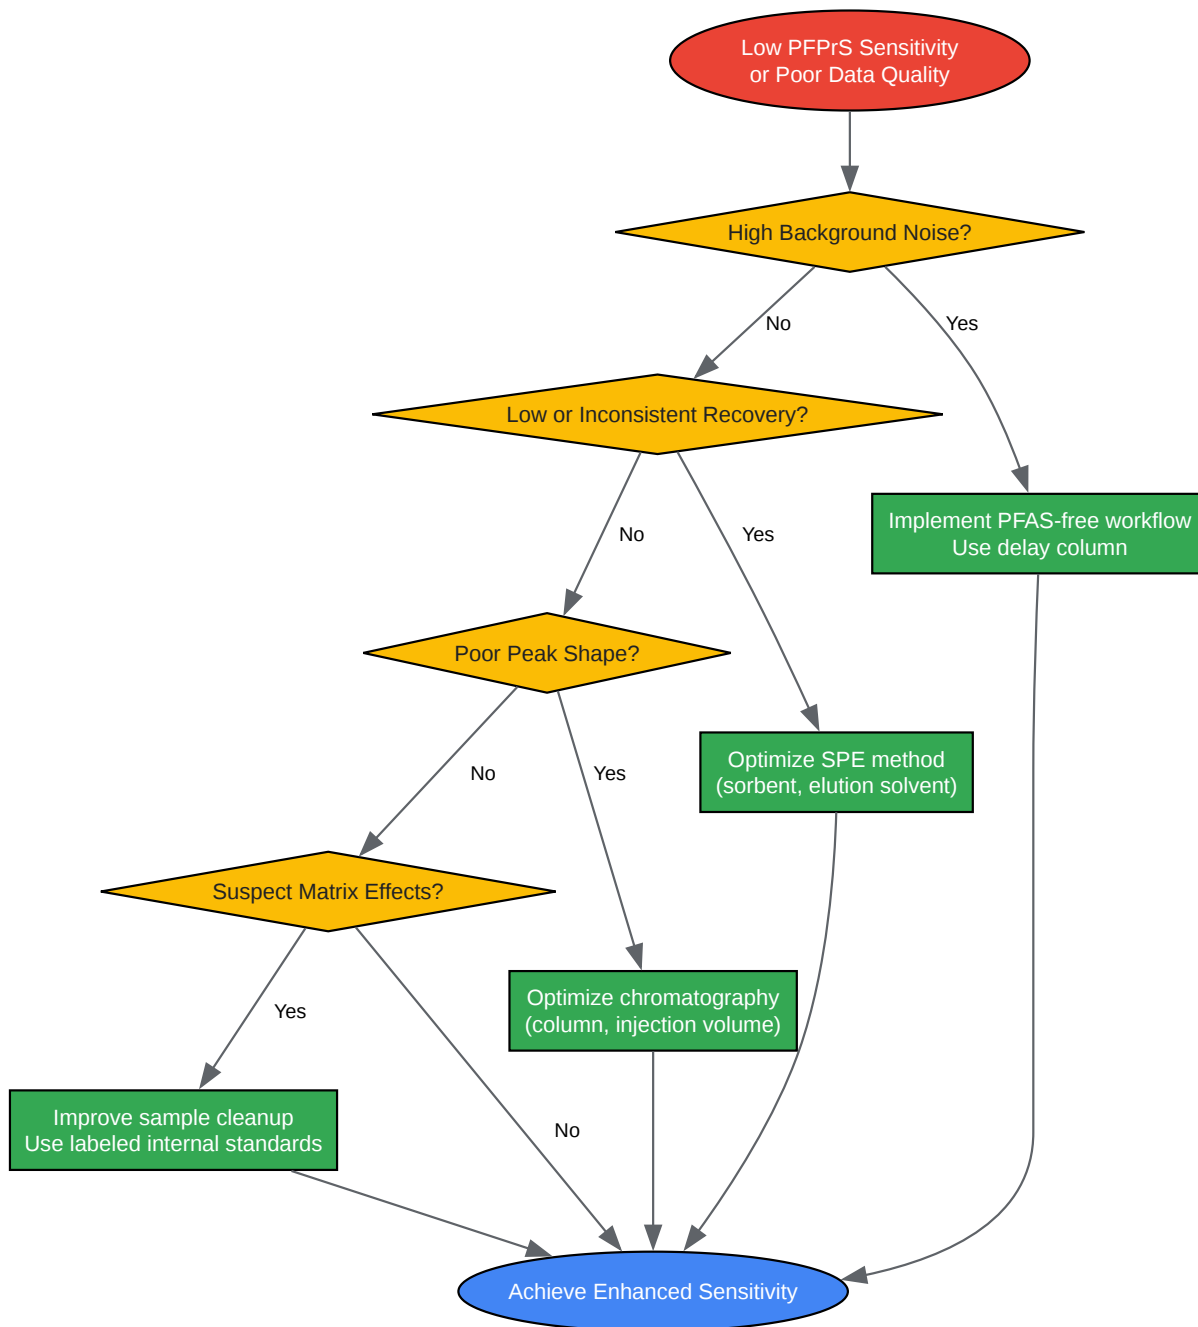 Low PFPrS Sensitivity
or Poor Data Quality
High Background Noise?
No
Yes
Low or Inconsistent Recovery?
No
Yes
Implement PFAS-free workflow
Use delay column
Poor Peak Shape?
No
Yes
Optimize SPE method
(sorbent, elution solvent)
Suspect Matrix Effects?
Yes
No
Optimize chromatography
(column, injection volume)
Improve sample cleanup
Use labeled internal standards
Achieve Enhanced Sensitivity